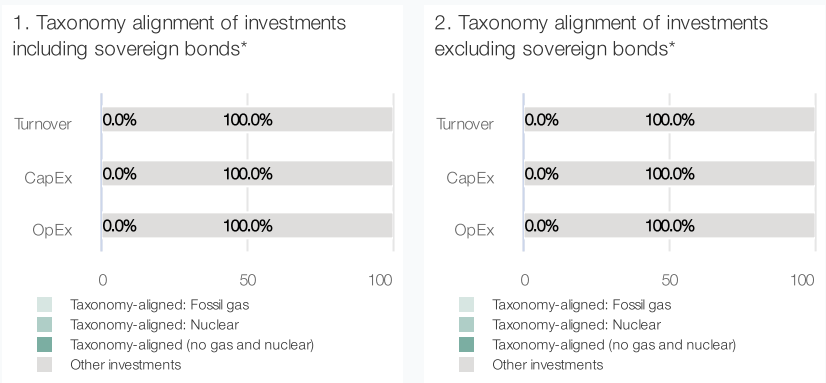 1. Taxonomy alignment of investments
including sovereign bonds*
Turnover 0.0% 100.0%
CapEx 0.0% 100.0%
OpEx 0.0% 100.0%
0 50 100
Taxonomy-aligned: Fossil gas
Taxonomy-aligned: Nuclear
Taxonomy-aligned (no gas and nuclear)
Other investments
2. Taxonomy alignment of investments
excluding sovereign bonds*
Turnover 0.0% 100.0%
CapEx 0.0% 100.0%
OpEx 0.0% 100.0%
0 50 100
Taxonomy-aligned: Fossil gas
Taxonomy-aligned: Nuclear
Taxonomy-aligned (no gas and nuclear)
Other investments